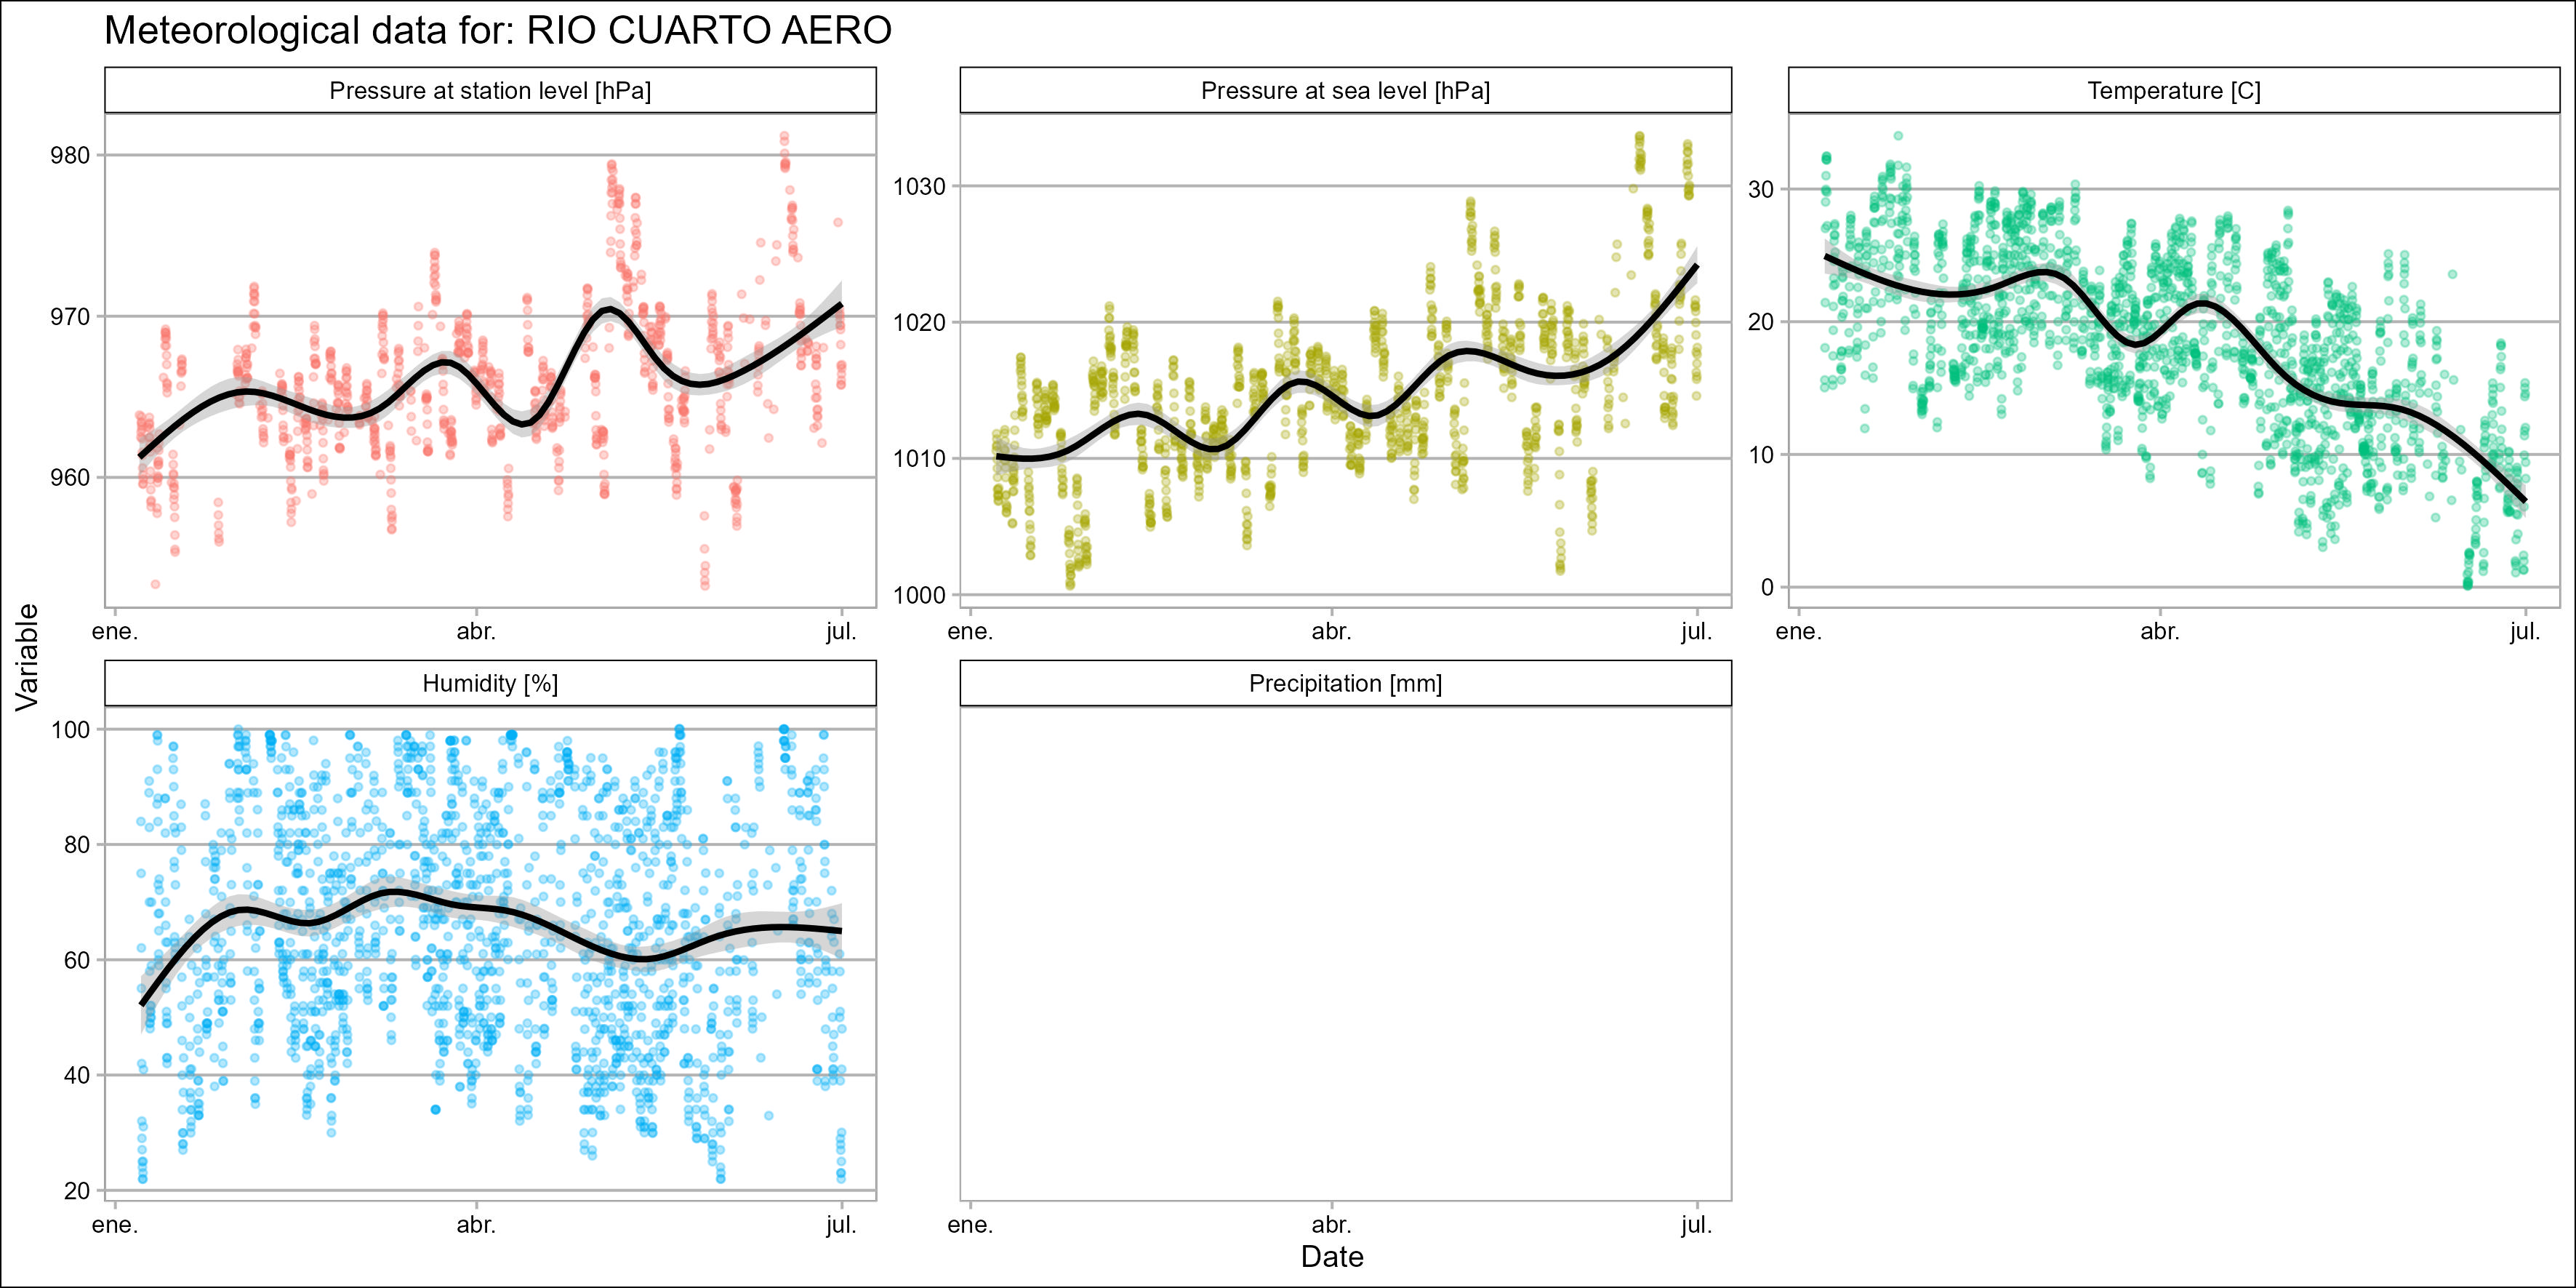 Meteorological data for: RIO CUARTO AERO
Pressure at station level [hPa]
Pressure at sea level [hPa]
Temperature [C]
980
970
960
1030
1020
1010
1000
30
20
10
0
ene.
abr.
jul.
ene.
abr.
jul.
ene.
abr.
jul.
Variable
Humidity [%]
Precipitation [mm]
100
80
60
40
20
ene.
abr.
jul.
ene.
abr.
jul.
Date